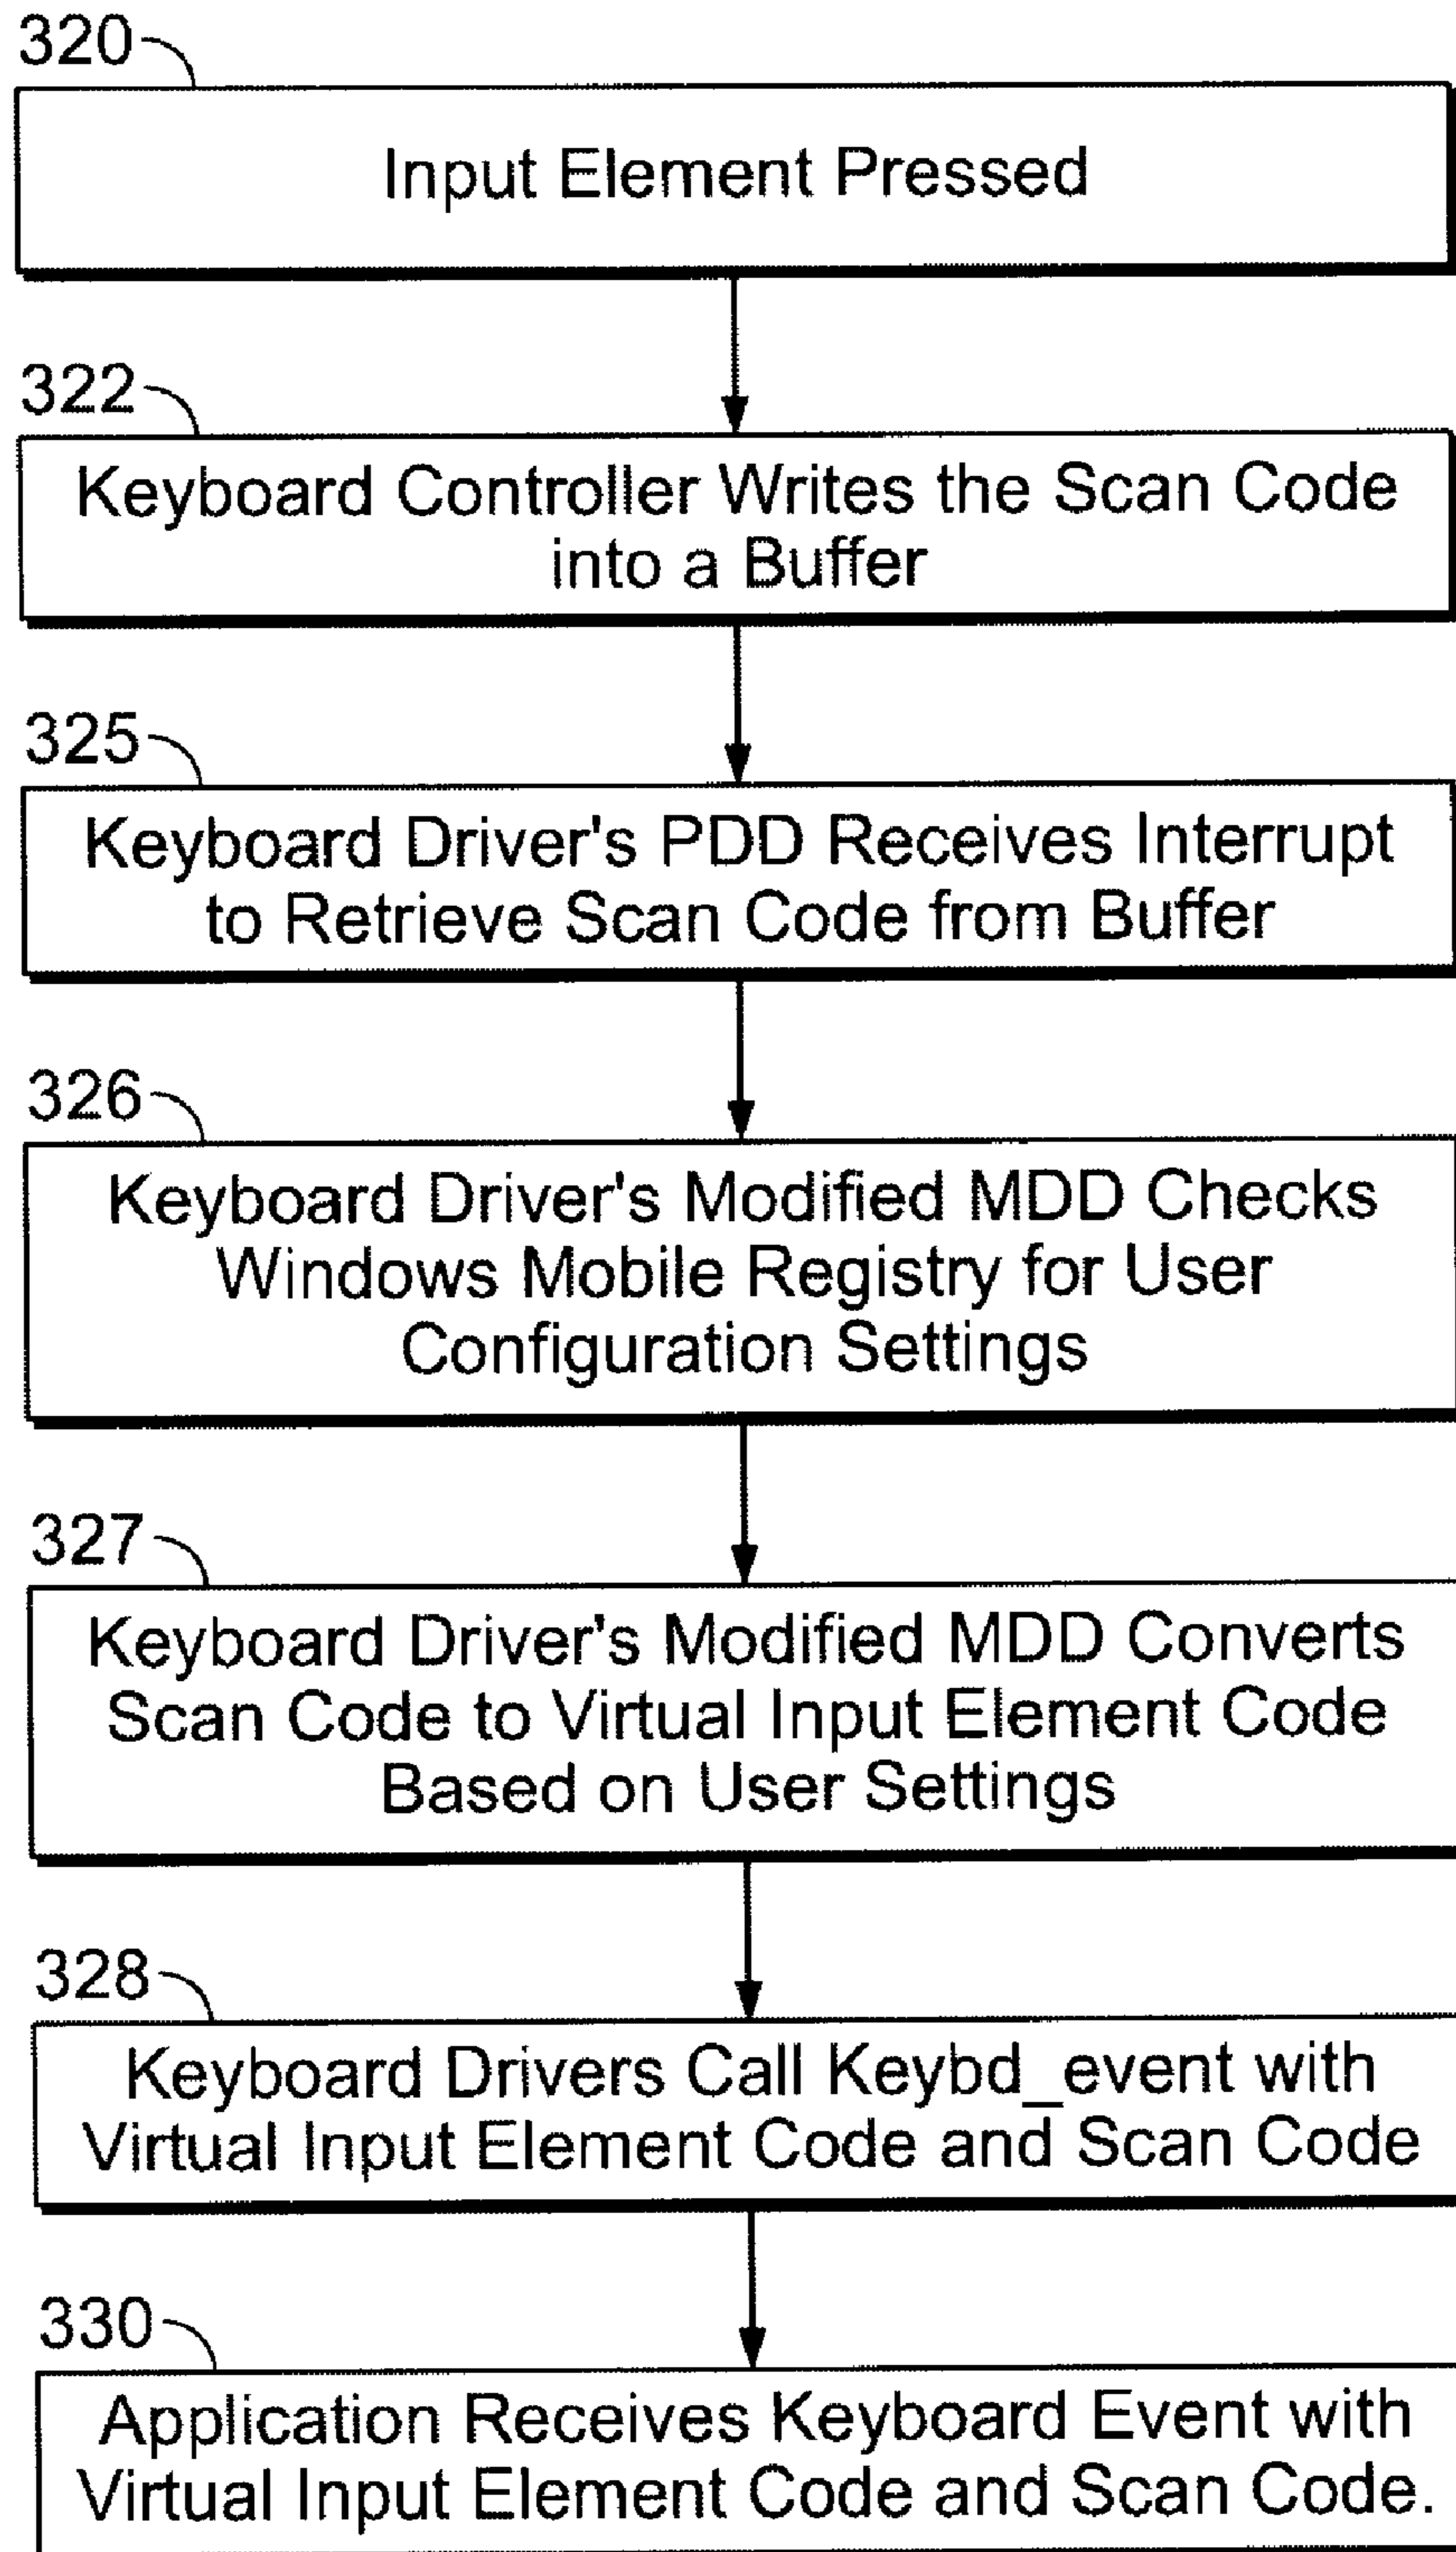 320
Input Element Pressed
322
Keyboard Controller Writes the Scan Code
into a Buffer
325
Keyboard Driver's PDD Receives Interrupt
to Retrieve Scan Code from Buffer
326
Keyboard Driver's Modified MDD Checks
Windows Mobile Registry for User
Configuration Settings
327
Keyboard Driver's Modified MDD Converts
Scan Code to Virtual Input Element Code
Based on User Settings
328
Keyboard Drivers Call Keybd_event with
Virtual Input Element Code and Scan Code
330
Application Receives Keyboard Event with
Virtual Input Element Code and Scan Code.